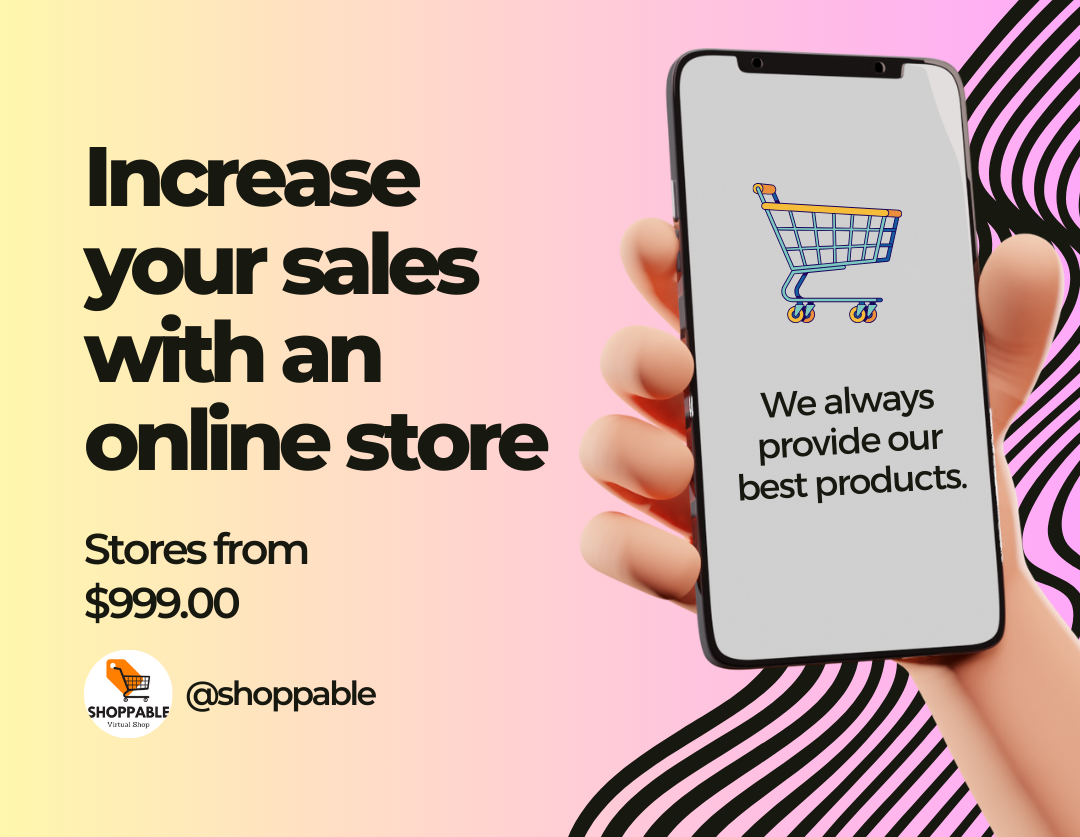 Increase
your sales
with an
online store
Stores from
$999.00
SHOPPABLE
Virtual Shop
@shoppable
We always
provide our
best products.